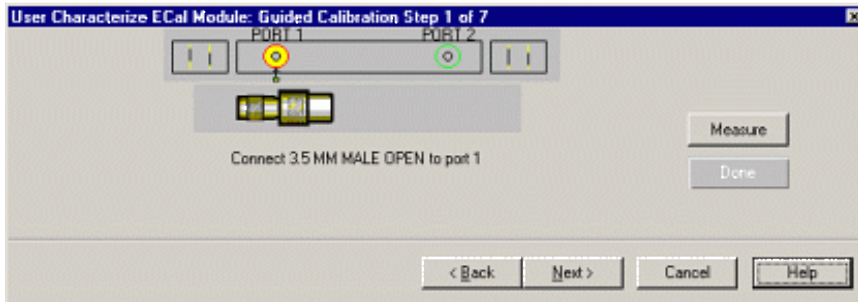 User Characterize ECal Module: Guided Calibration Step 1 of 7
PORT 1 PORT 2
Connect 3.5 MM MALE OPEN to port 1
Measure
Done
< Back Next > Cancel Help